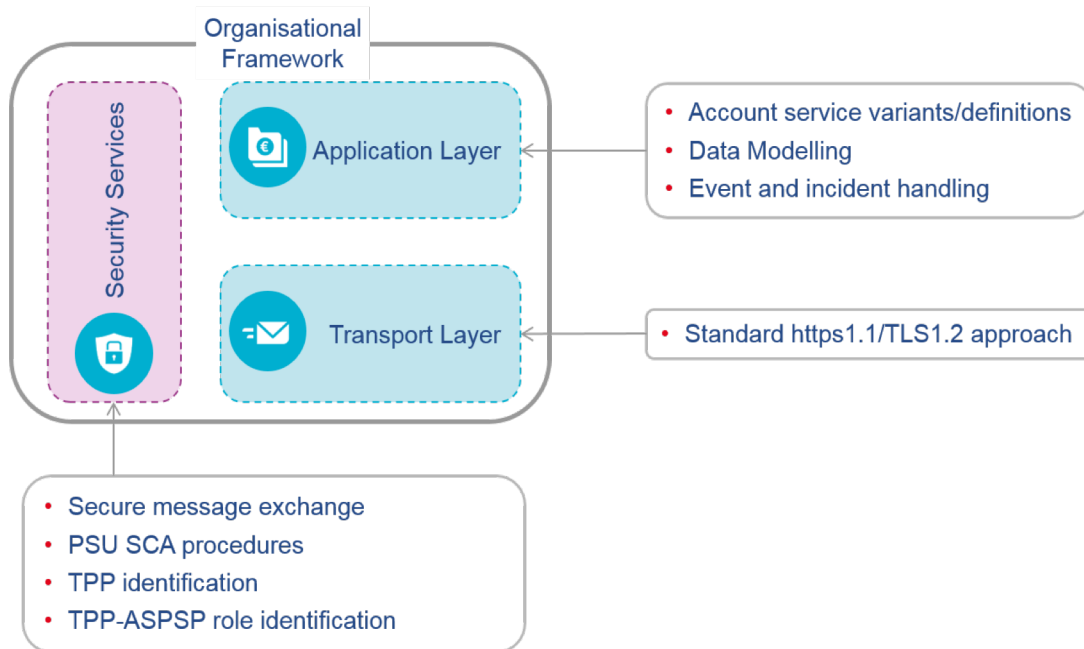 Organisational
Framework
Security Services
€
Application Layer
• Account service variants/definitions
• Data Modelling
• Event and incident handling
Transport Layer
• Standard https1.1/TLS1.2 approach
• Secure message exchange
• PSU SCA procedures
• TPP identification
• TPP-ASPSP role identification